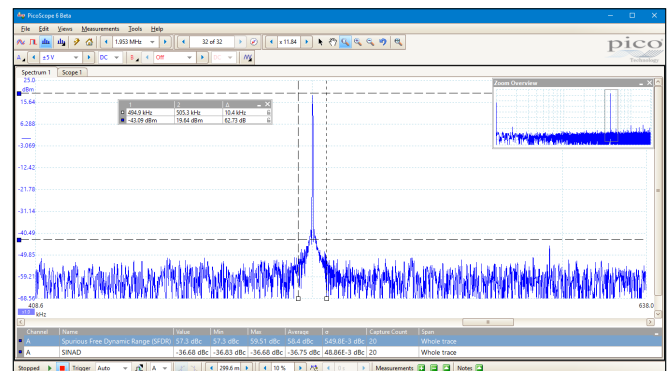 PicoScope 6 Beta
File Edit Views Measurements Tools Help
1.953 MHz 32 of 32 x 11.84
A ±5 V DC B Off DC
pico
Technology
Spectrum 1 Scope 1
25.0
dBm
Zoom Overview
15.64
1 2 Δ
494.9 kHz 505.3 kHz 10.4 kHz
-43.09 dBm 19.64 dBm 62.73 dB
6.288
-3.069
-12.42
-21.78
-31.14
-40.49
-49.85
-59.21
-68.56
408.6 638.0
x1.0 kHz
Channel Name Value Min Max Average σ Capture Count Span
A Spurious Free Dynamic Range (SFDR) 57.3 dBc 57.3 dBc 59.51 dBc 58.4 dBc 549.8E-3 dBc 20 Whole trace
A SINAD -36.68 dBc -36.83 dBc -36.68 dBc -36.75 dBc 48.86E-3 dBc 20 Whole trace
Stopped Trigger Auto A 299.6 m 10 % Measurements Notes